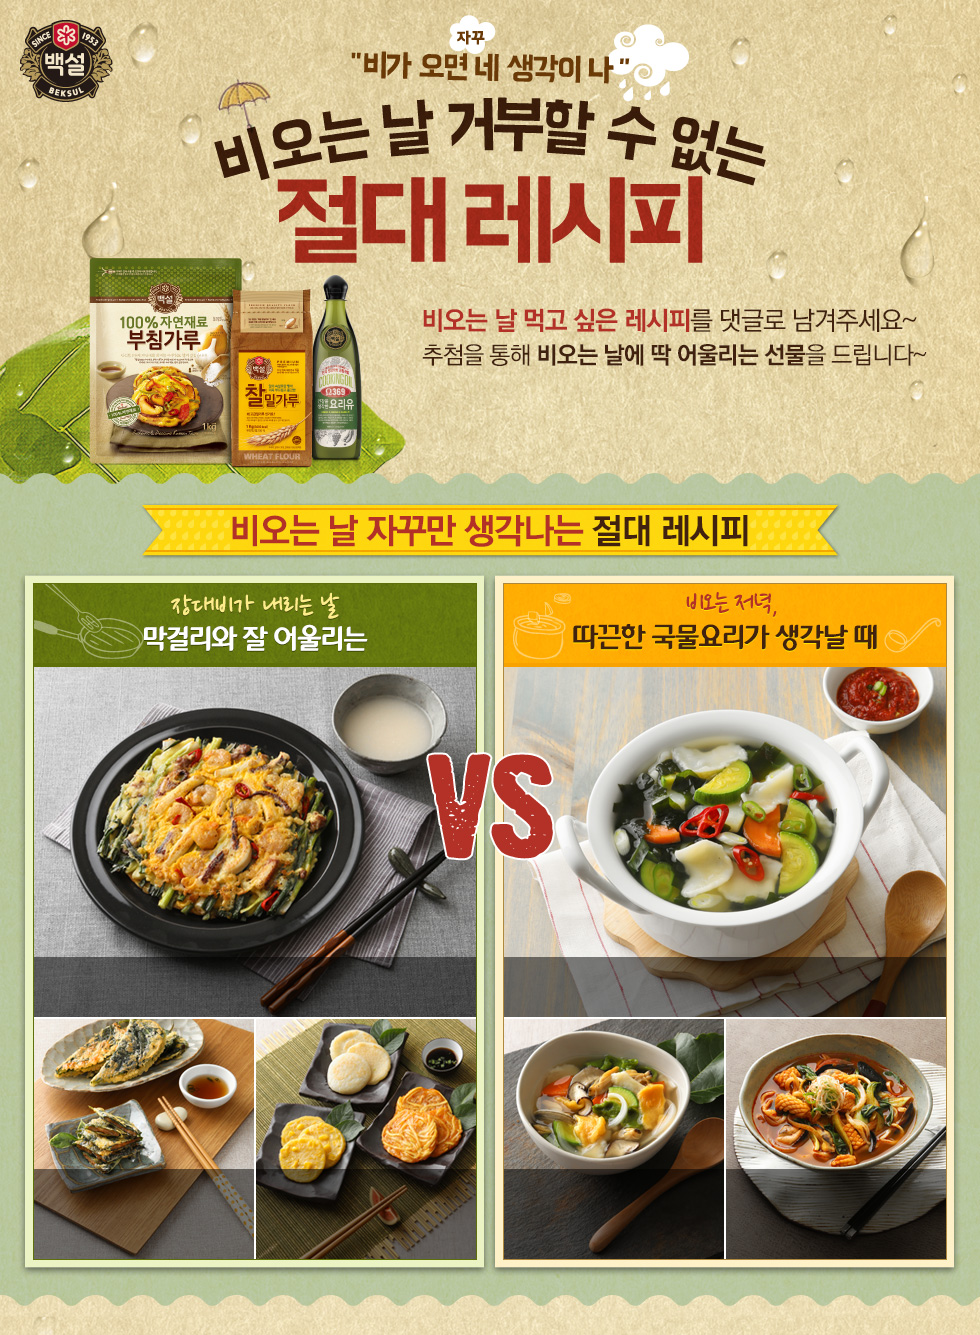 SINCE 1953
백설
BEKSUL
자꾸
"비가 오면 네 생각이 나"
비오는 날 거부할 수 없는
절대 레시피
비오는 날 먹고 싶은 레시피를 댓글로 남겨주세요~
추첨을 통해 비오는 날에 딱 어울리는 선물을 드립니다~
백설
100% 자연재료
부침가루
1kg
백설
찰밀가루
WHEAT FLOUR
요리유
비오는 날 자꾸만 생각나는 절대 레시피
장대비가 내리는 날
막걸리와 잘 어울리는
비오는 저녁,
따끈한 국물요리가 생각날 때
VS